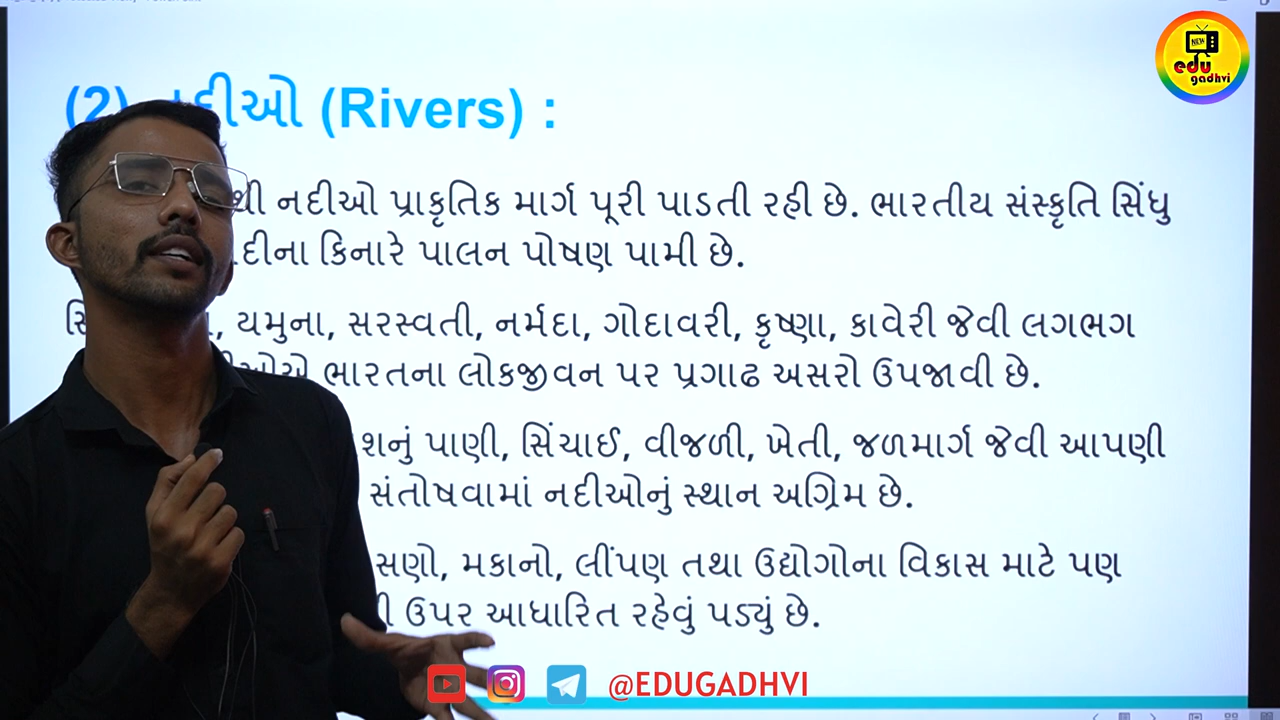 NEW
edu
gadhvi
(2) નદીઓ (Rivers) :
નદીઓ પ્રાકૃતિક માર્ગ પૂરી પાડતી રહી છે. ભારતીય સંસ્કૃતિ સિંધુ
કિનારે પાલન પોષણ પામી છે.
યમુના, સરસ્વતી, નર્મદા, ગોદાવરી, કૃષ્ણા, કાવેરી જેવી લગભગ
ભારતના લોકજીવન પર પ્રગાઢ અસરો ઉપજાવી છે.
પાણી, સિંચાઈ, વીજળી, ખેતી, જળમાર્ગ જેવી આપણી
સંતોષવામાં નદીઓનું સ્થાન અગ્રિમ છે.
મકાનો, લીંપણ તથા ઉદ્યોગોના વિકાસ માટે પણ
ઉપર આધારિત રહેવું પડ્યું છે.
@EDUGADHVI